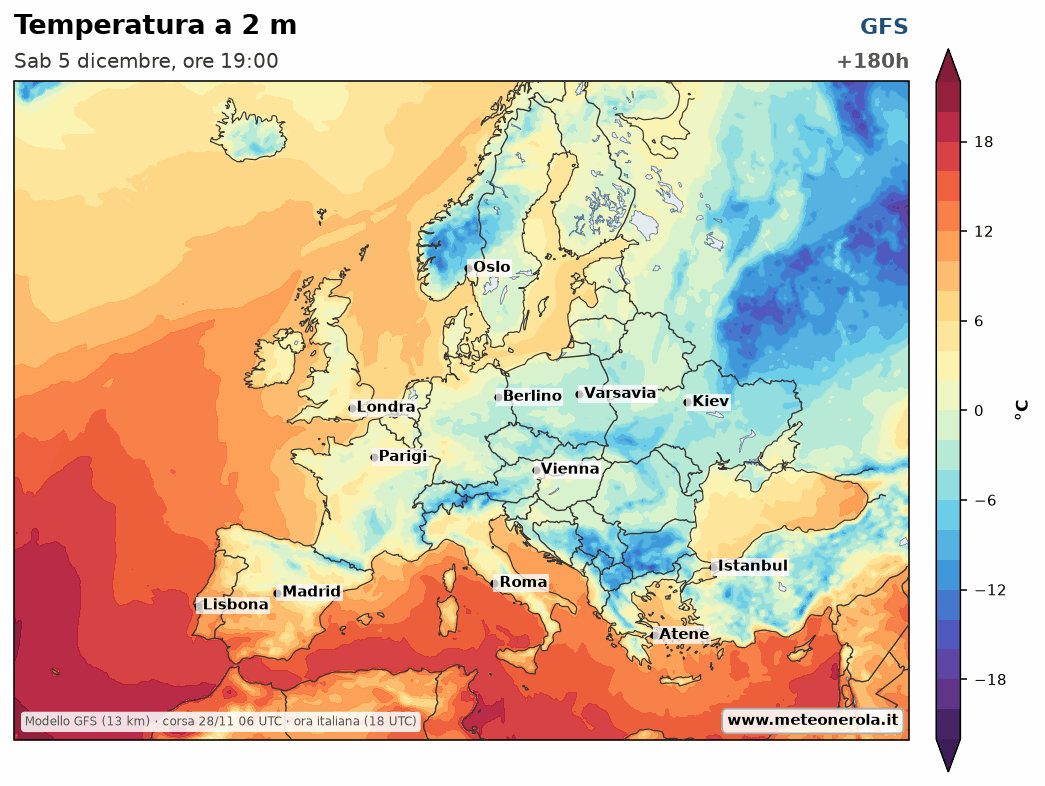 Temperatura a 2 m
GFS
Sab 5 dicembre, ore 19:00
+180h
18
12
6
0
−6
−12
−18
°C
Oslo
Londra
Berlino
Varsavia
Kiev
Parigi
Vienna
Istanbul
Roma
Madrid
Lisbona
Atene
Modello GFS (13 km) · corsa 28/11 06 UTC · ora italiana (18 UTC)
www.meteonerola.it